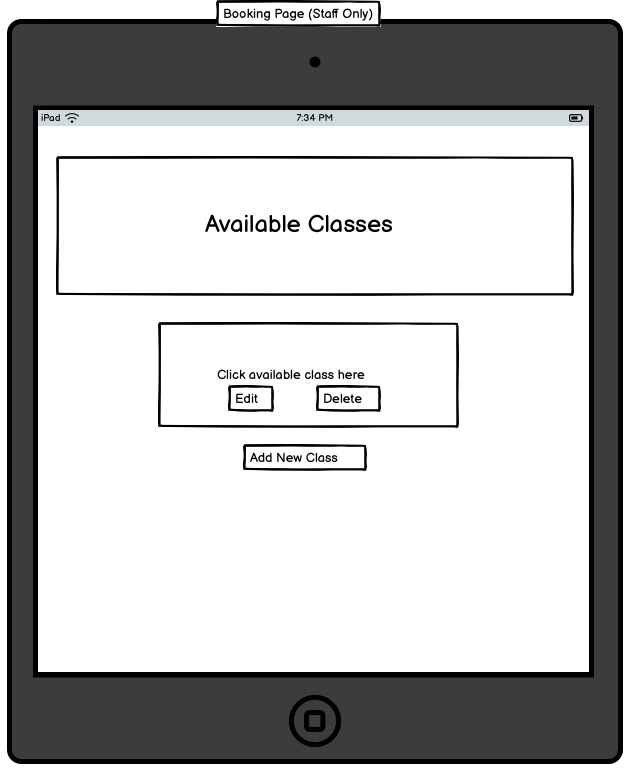 Booking Page (Staff Only)
iPad 7:34 PM
Available Classes
Click available class here
Edit Delete
Add New Class